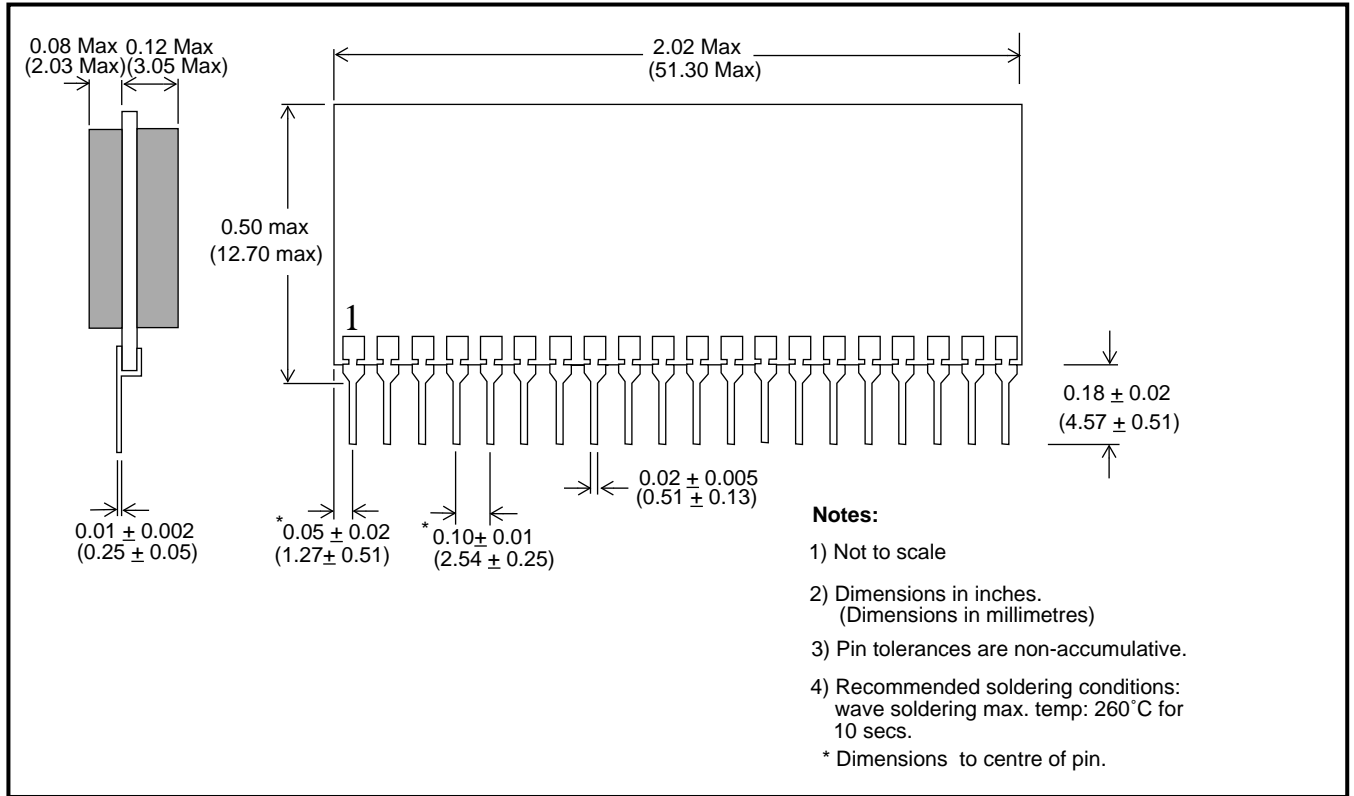 0.08 Max 0.12 Max
(2.03 Max)(3.05 Max)
2.02 Max
(51.30 Max)
0.50 max
(12.70 max)
1
0.18 ± 0.02
(4.57 ± 0.51)
0.02 ± 0.005
(0.51 ± 0.13)
0.01 ± 0.002
(0.25 ± 0.05)
*0.05 ± 0.02
(1.27± 0.51)
*0.10± 0.01
(2.54 ± 0.25)
Notes:
1) Not to scale
2) Dimensions in inches.
(Dimensions in millimetres)
3) Pin tolerances are non-accumulative.
4) Recommended soldering conditions:
wave soldering max. temp: 260°C for
10 secs.
* Dimensions to centre of pin.